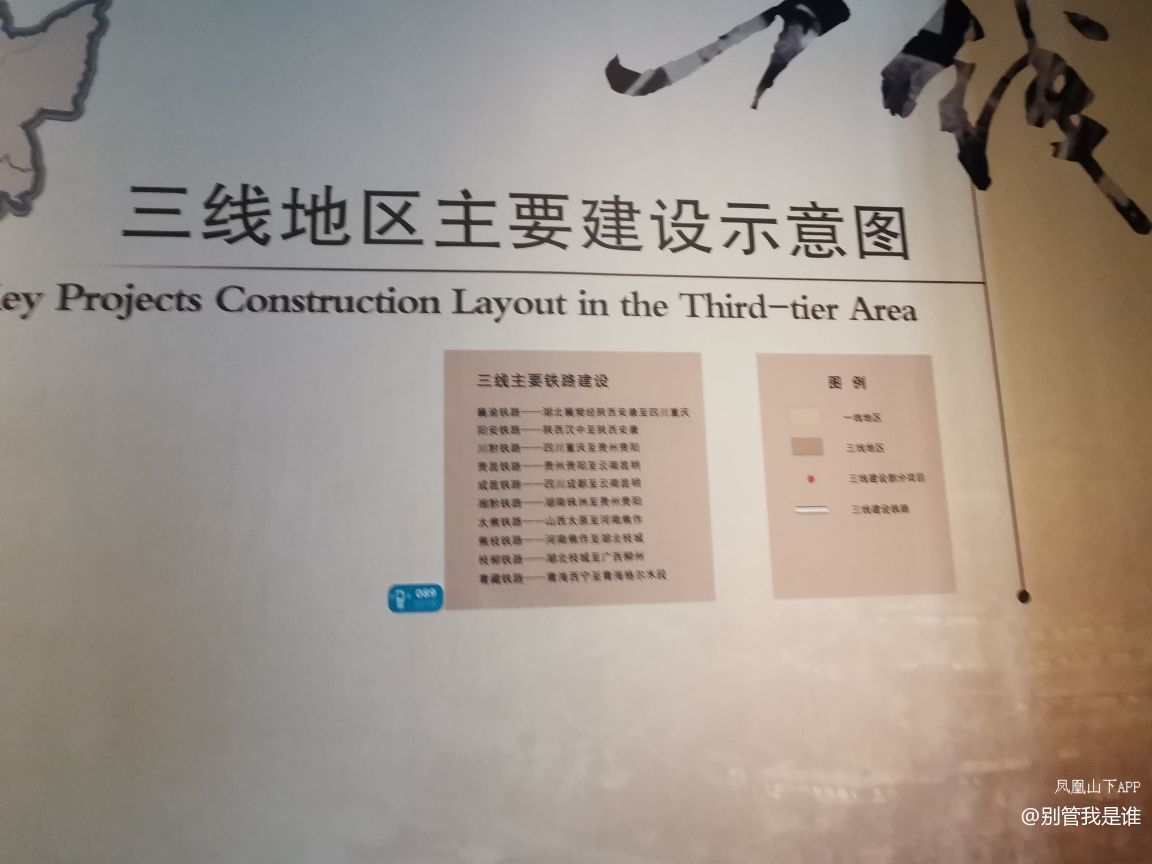 三线地区主要建设示意图
ey Projects Construction Layout in the Third-tier Area
三线主要铁路建设
襄渝铁路——湖北襄樊经陕西安康至四川重庆
阳安铁路——陕西汉中至陕西安康
川黔铁路——四川重庆至贵州贵阳
贵昆铁路——贵州贵阳至云南昆明
成昆铁路——四川成都至云南昆明
湘黔铁路——湖南株洲至贵州贵阳
太焦铁路——山西太原至河南焦作
焦枝铁路——河南焦作至湖北枝城
枝柳铁路——湖北枝城至广西柳州
青藏铁路——青海西宁至青海格尔木段
图 例
一线地区
三线地区
三线建设部分项目
三线建设铁路
089
凤凰山下APP
@别管我是谁